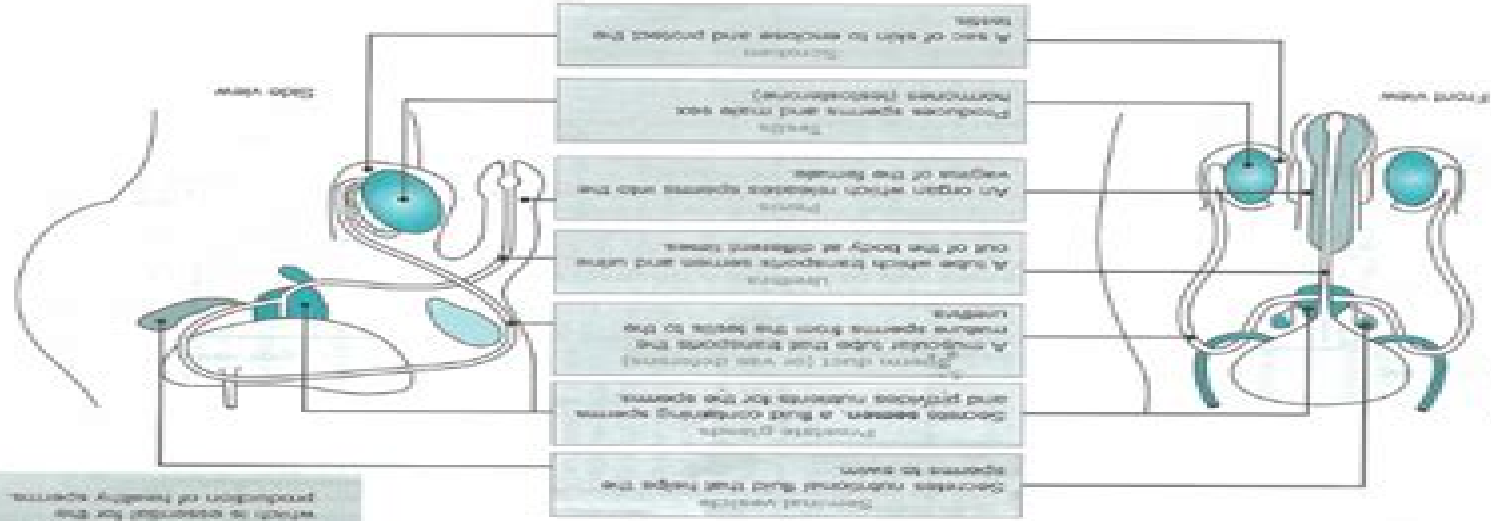 Seminal vesicle
Secretes nutritional fluid that helps the
sperms to swim.
Prostate glands
Secrets semen, a fluid containing sperms
and provides nutrients for the sperms.
Sperm duct (or vas deferens)
A muscular tube that transports the
mature sperms from the testis to the
urethra.
Urethra
A tube which transports semen and urine
out of the body at different times.
Penis
An organ which releases sperms into the
vagina of the female.
Testis
Produces sperms and male sex
hormones (testosterone)
Scrotum
A sac of skin to enclose and protect the
testis.
Front view
Side view
which is essential for the
production of healthy sperms.